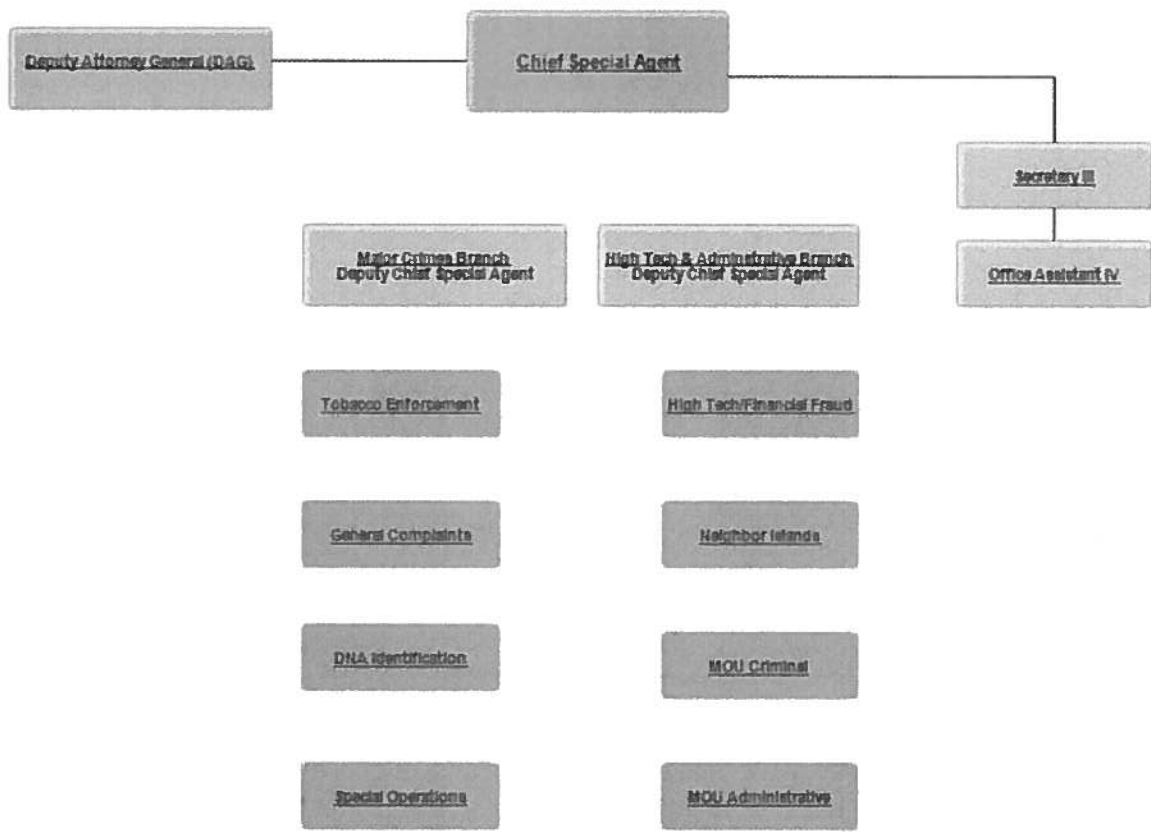 Deputy Attorney General (DAG)
Chief Special Agent
Secretary III
Office Assistant IV
Major Crimes Branch
Deputy Chief Special Agent
High Tech & Administrative Branch
Deputy Chief Special Agent
Tobacco Enforcement
High Tech/Financial Fraud
General Complaints
Neighbor Islands
DNA Identification
MOU Criminal
Special Operations
MOU Administrative